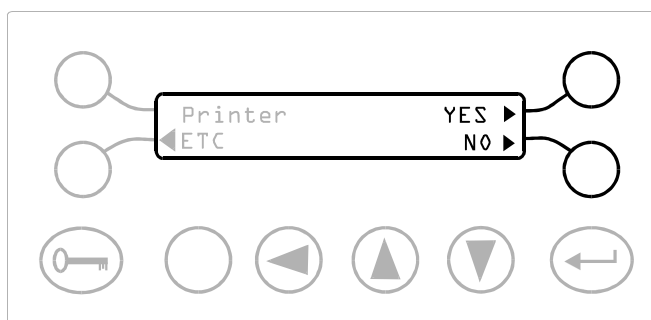 Printer YES ▶
◀ETC NO ▶